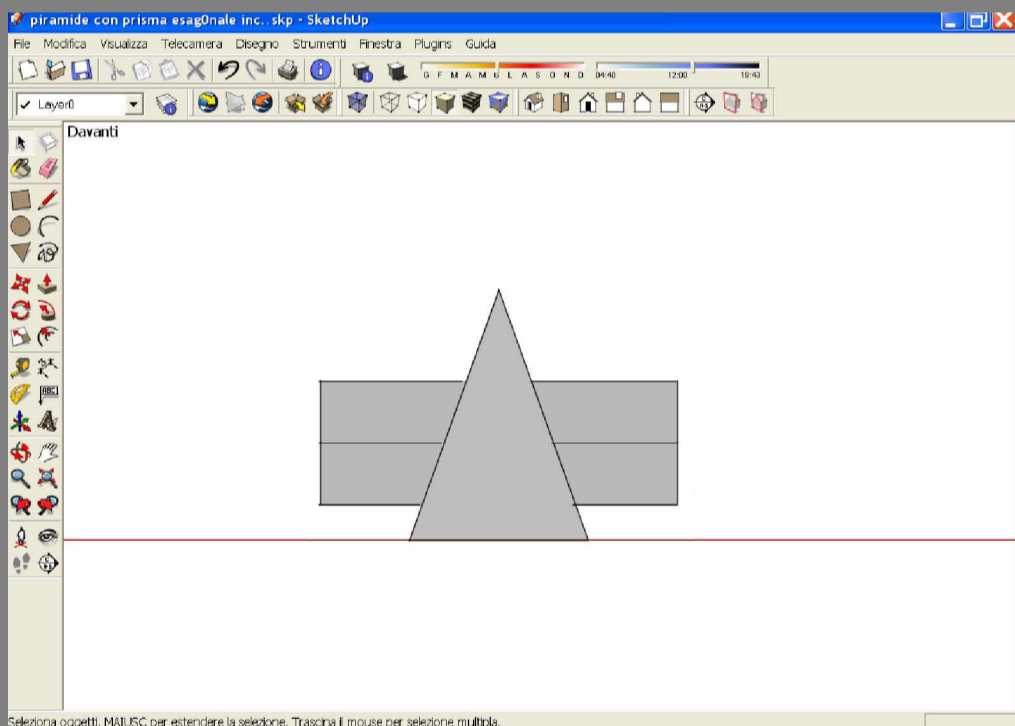 piramide con prisma esag0nale inc..skp - SketchUp
File Modifica Visualizza Telecamera Disegno Strumenti Finestra Plugins Guida
G F M A M G L A S O N D 04:40 12:00 19:43
Layer0
Davanti
ABC
Seleziona oggetti. MAIUSC per estendere la selezione. Trascina il mouse per selezione multipla.